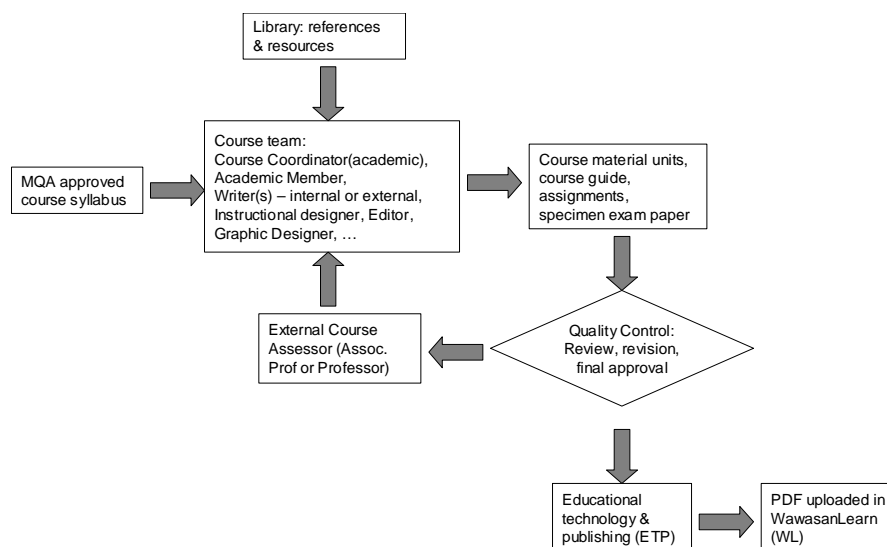 Library: references
& resources
MQA approved
course syllabus
Course team:
Course Coordinator(academic),
Academic Member,
Writer(s) – internal or external,
Instructional designer, Editor,
Graphic Designer, …
Course material units,
course guide,
assignments,
specimen exam paper
External Course
Assessor (Assoc.
Prof or Professor)
Quality Control:
Review, revision,
final approval
Educational
technology &
publishing (ETP)
PDF uploaded in
WawasanLearn
(WL)